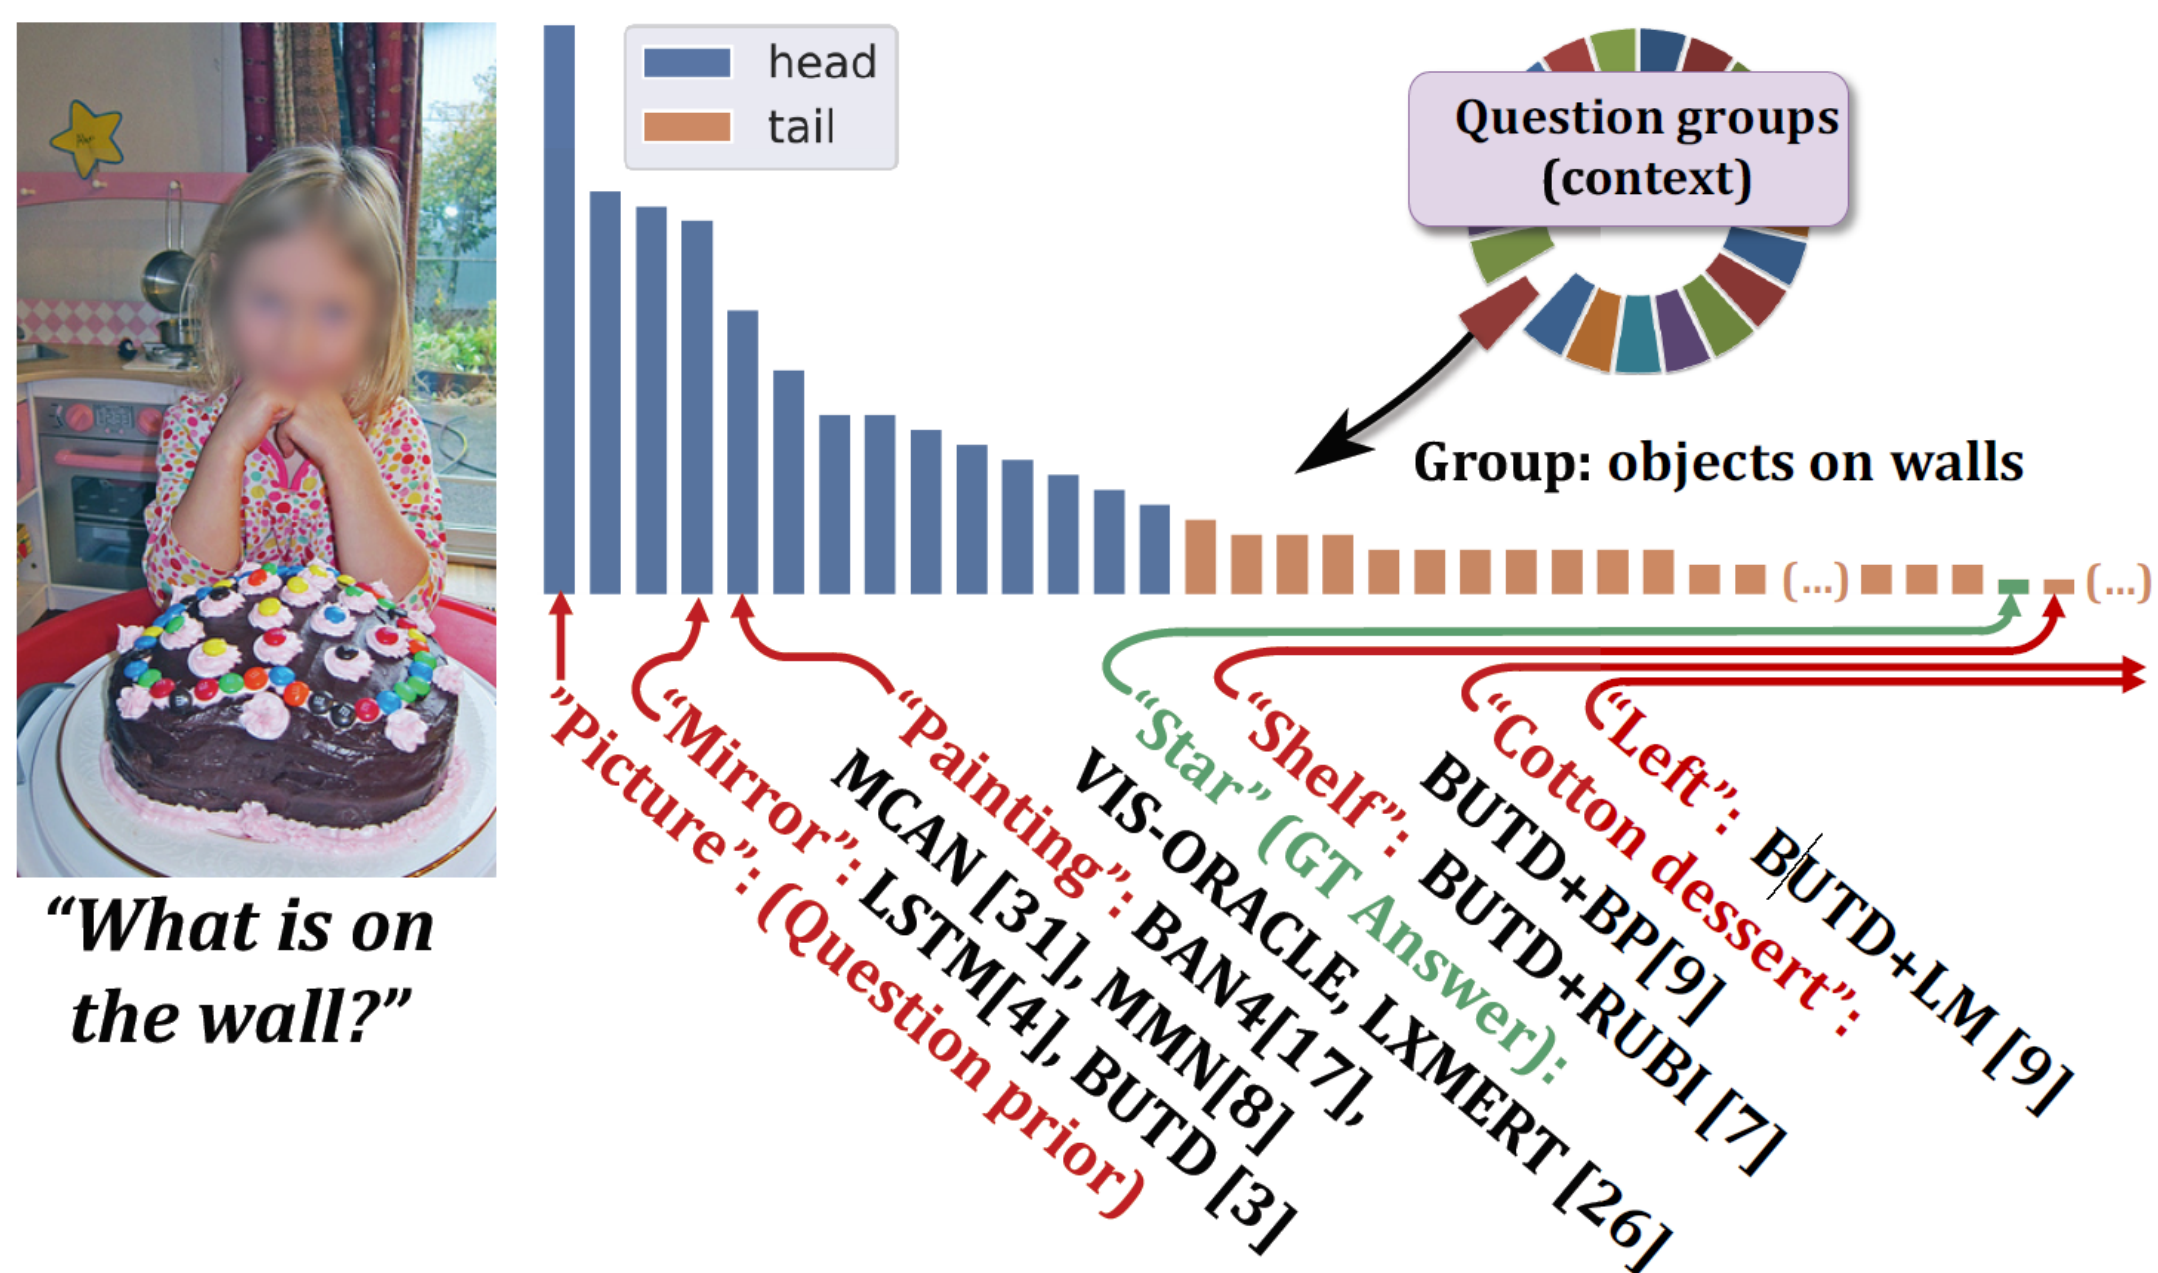 head
tail
Question groups
(context)
Group: objects on walls
(...)
(...)
"What is on
the wall?"
"Picture": (Question prior)
"Mirror": LSTM[4], BUTD [3]
MCAN [31], MMN[8]
"Painting": BAN4[17],
VIS-ORACLE, LXMERT [26]
"Star" (GT Answer):
"Shelf": BUTD+RUBI [7]
BUTD+BP[9]
"Cotton dessert":
"Left": BUTD+LM [9]